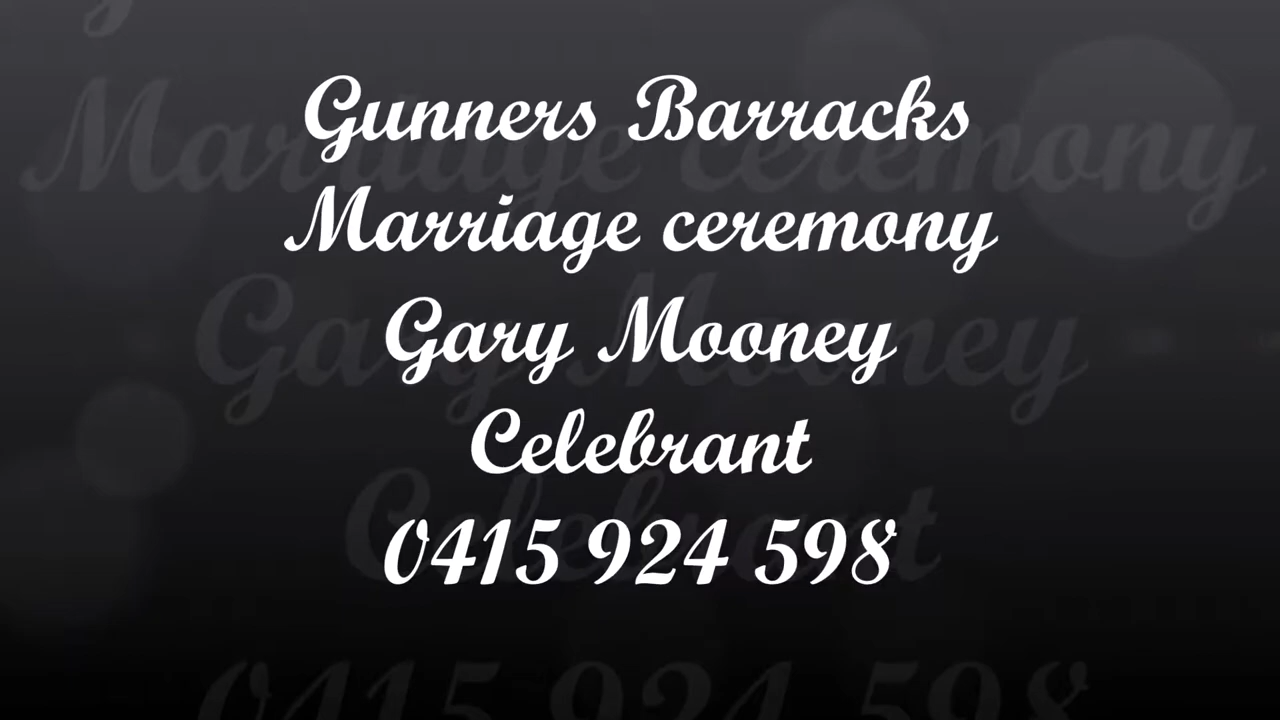 Gunners Barracks
Marriage ceremony
Gary Mooney
Celebrant
0415 924 598